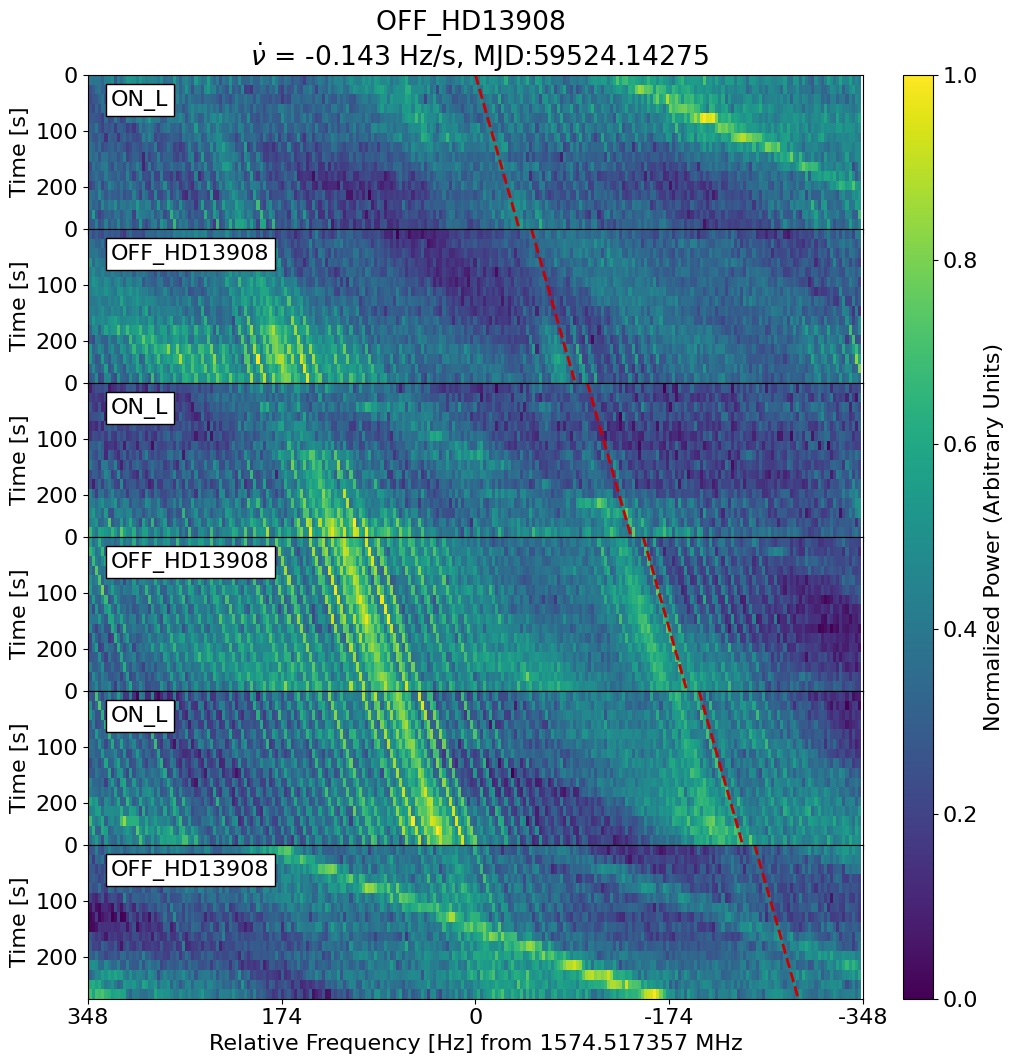 OFF_HD13908
ν̇ = -0.143 Hz/s, MJD:59524.14275
ON_L
OFF_HD13908
ON_L
OFF_HD13908
ON_L
OFF_HD13908
Time [s]
0
100
200
Time [s]
0
100
200
Time [s]
0
100
200
Time [s]
0
100
200
Time [s]
0
100
200
Time [s]
0
100
200
348
174
0
-174
-348
Relative Frequency [Hz] from 1574.517357 MHz
1.0
0.8
0.6
0.4
0.2
0.0
Normalized Power (Arbitrary Units)